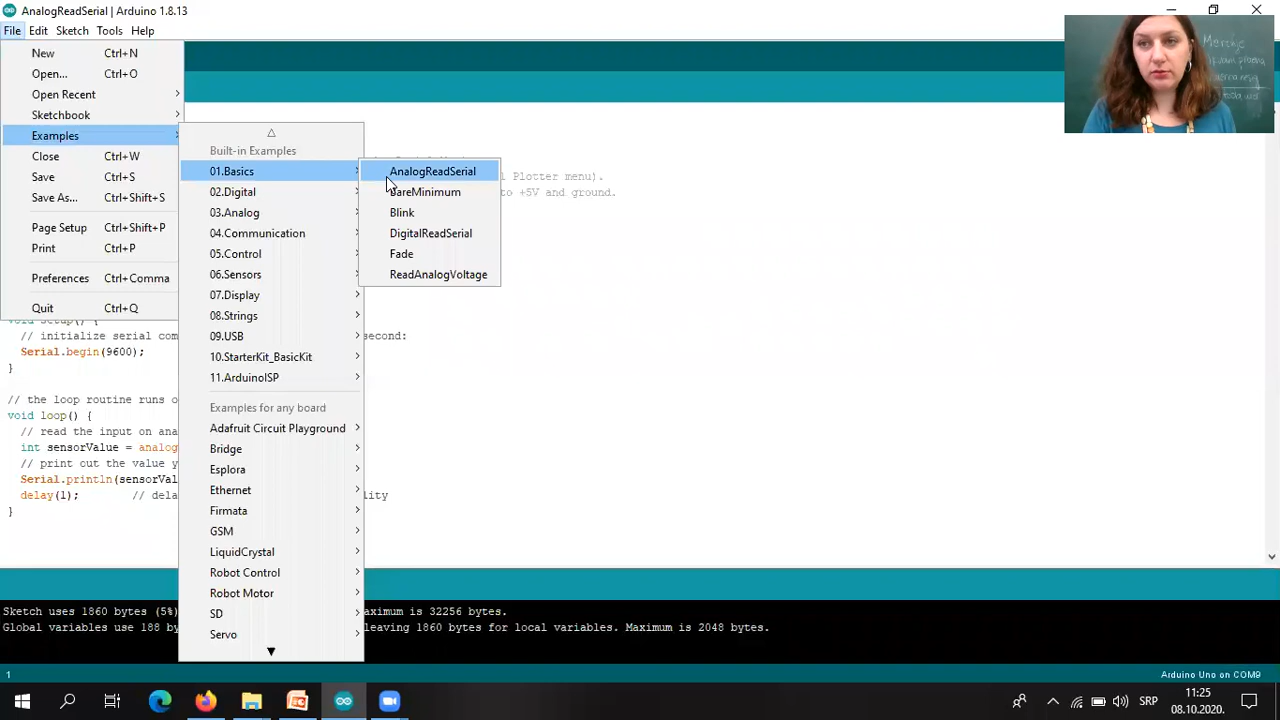 AnalogReadSerial | Arduino 1.8.13
File Edit Sketch Tools Help
New Ctrl+N
Open... Ctrl+O
Open Recent
Sketchbook
Examples
Close Ctrl+W
Save Ctrl+S
Save As... Ctrl+Shift+S
Page Setup Ctrl+Shift+P
Print Ctrl+P
Preferences Ctrl+Comma
Quit Ctrl+Q
Built-in Examples
01.Basics
02.Digital
03.Analog
04.Communication
05.Control
06.Sensors
07.Display
08.Strings
09.USB
10.StarterKit_BasicKit
11.ArduinoISP
Examples for any board
Adafruit Circuit Playground
Bridge
Esplora
Ethernet
Firmata
GSM
LiquidCrystal
Robot Control
Robot Motor
SD
Servo
AnalogReadSerial
BareMinimum
Blink
DigitalReadSerial
Fade
ReadAnalogVoltage
l Plotter menu).
to +5V and ground.
void setup() {
// initialize serial com second:
Serial.begin(9600);
}
// the loop routine runs o
void loop() {
// read the input on ana
int sensorValue = analog
// print out the value y
Serial.println(sensorVal
delay(1); // dela lity
}
Sketch uses 1860 bytes (5%) aximum is 32256 bytes.
Global variables use 188 by leaving 1860 bytes for local variables. Maximum is 2048 bytes.
1 Arduino Uno on COM9
SRP
11:25
08.10.2020.
Merenje